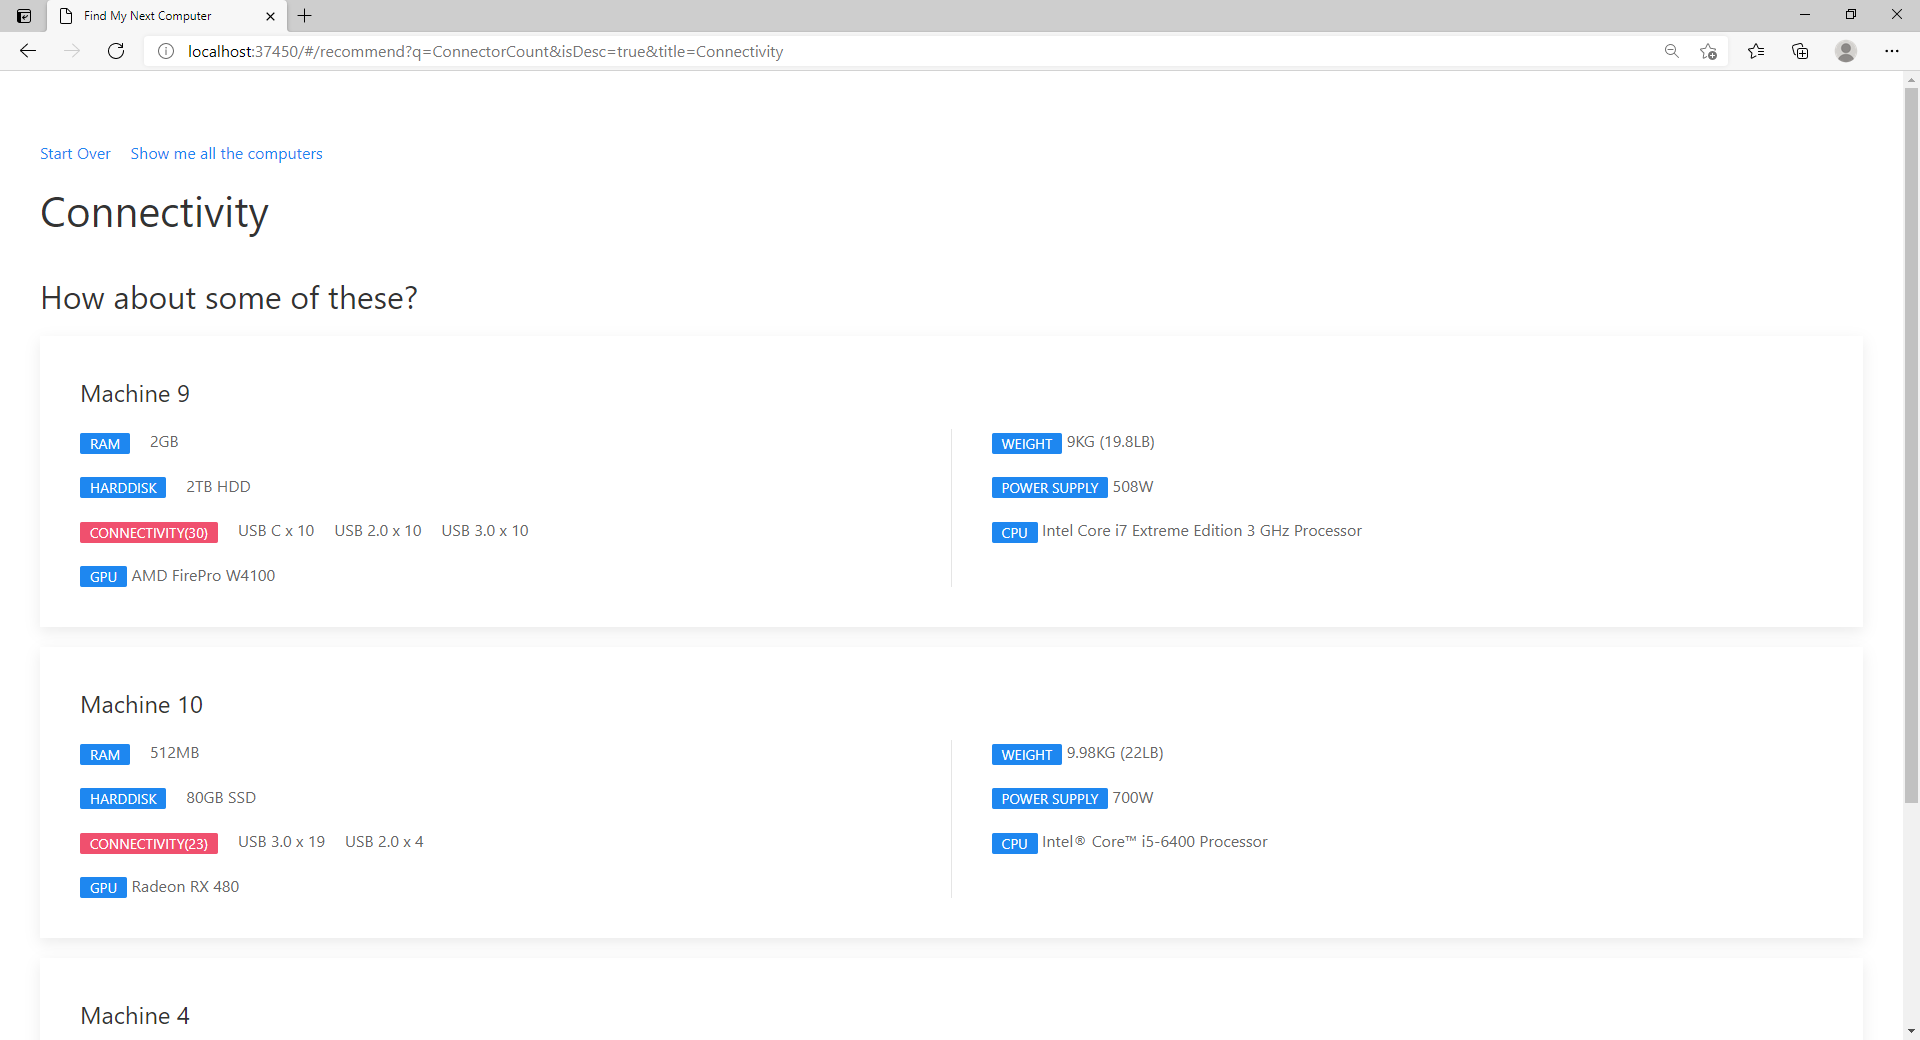 Find My Next Computer
localhost:37450/#/recommend?q=ConnectorCount&isDesc=true&title=Connectivity
Start Over Show me all the computers
Connectivity
How about some of these?
Machine 9
RAM 2GB
HARDDISK 2TB HDD
CONNECTIVITY(30) USB C x 10 USB 2.0 x 10 USB 3.0 x 10
GPU AMD FirePro W4100
WEIGHT 9KG (19.8LB)
POWER SUPPLY 508W
CPU Intel Core i7 Extreme Edition 3 GHz Processor
Machine 10
RAM 512MB
HARDDISK 80GB SSD
CONNECTIVITY(23) USB 3.0 x 19 USB 2.0 x 4
GPU Radeon RX 480
WEIGHT 9.98KG (22LB)
POWER SUPPLY 700W
CPU Intel® Core™ i5-6400 Processor
Machine 4